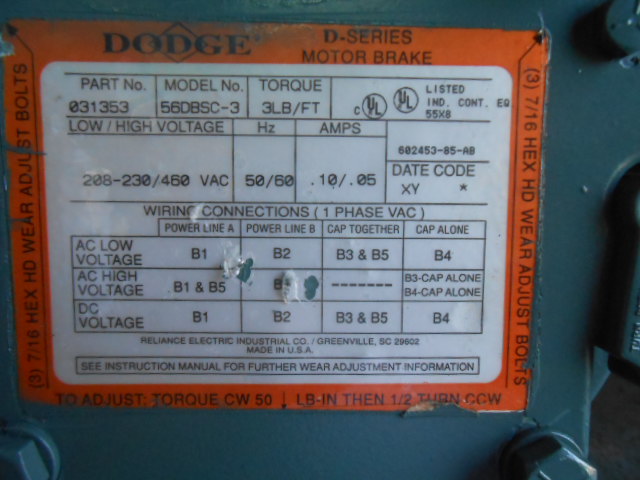 DODGE
D-SERIES
MOTOR BRAKE
PART No. MODEL No. TORQUE
031353 56DBSC-3 3LB/FT
c UL UL LISTED
IND. CONT. EQ
55X8
LOW / HIGH VOLTAGE Hz AMPS
208-230/460 VAC 50/60 .10/.05
602453-85-AB
DATE CODE
XY *
WIRING CONNECTIONS ( 1 PHASE VAC )
POWER LINE A POWER LINE B CAP TOGETHER CAP ALONE
AC LOW VOLTAGE B1 B2 B3 & B5 B4
AC HIGH VOLTAGE B1 & B5 ------- B3-CAP ALONE
B4-CAP ALONE
DC VOLTAGE B1 B2 B3 & B5 B4
RELIANCE ELECTRIC INDUSTRIAL CO. / GREENVILLE, SC 29602
MADE IN U.S.A.
SEE INSTRUCTION MANUAL FOR FURTHER WEAR ADJUSTMENT INFORMATION
TO ADJUST: TORQUE CW 50 LB-IN THEN 1/2 TURN CCW
(3) 7/16 HEX HD WEAR ADJUST BOLTS
(3) 7/16 HEX HD WEAR ADJUST BOLTS